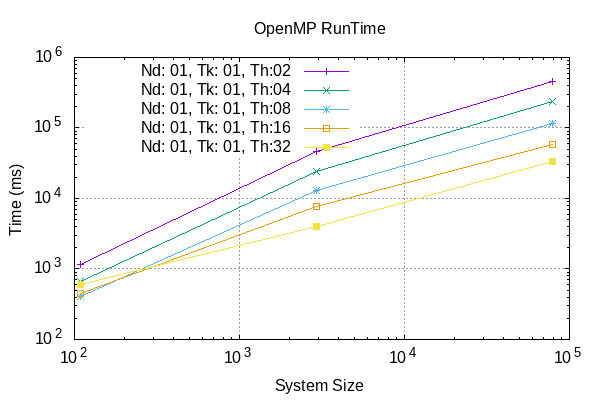 OpenMP RunTime
10^6
10^5
10^4
10^3
10^2
Time (ms)
Nd: 01, Tk: 01, Th:02
Nd: 01, Tk: 01, Th:04
Nd: 01, Tk: 01, Th:08
Nd: 01, Tk: 01, Th:16
Nd: 01, Tk: 01, Th:32
10^2 10^3 10^4 10^5
System Size